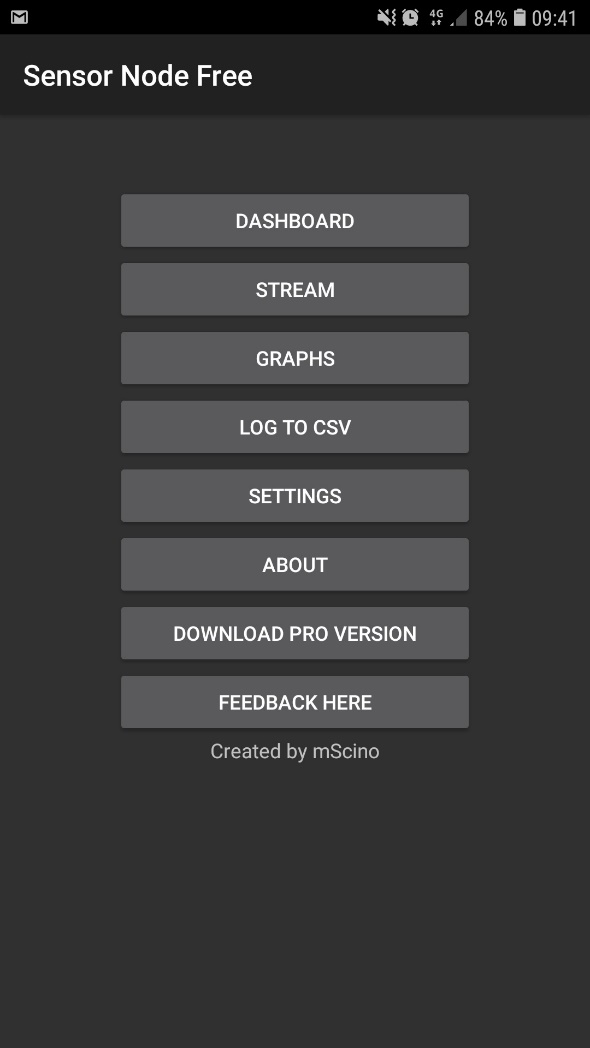 4G 84% 09:41
Sensor Node Free
DASHBOARD
STREAM
GRAPHS
LOG TO CSV
SETTINGS
ABOUT
DOWNLOAD PRO VERSION
FEEDBACK HERE
Created by mScino